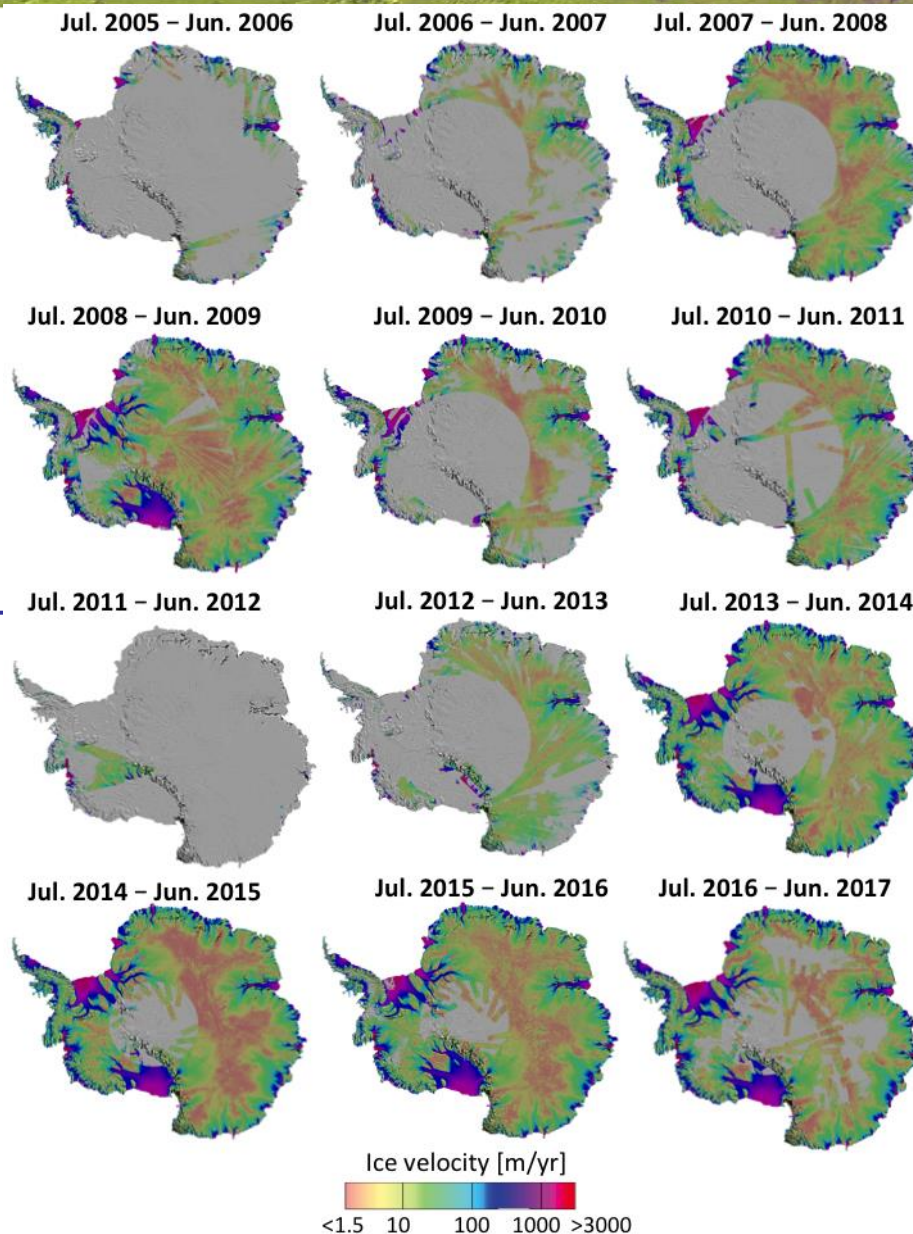 Jul. 2005 – Jun. 2006 Jul. 2006 – Jun. 2007 Jul. 2007 – Jun. 2008
Jul. 2008 – Jun. 2009 Jul. 2009 – Jun. 2010 Jul. 2010 – Jun. 2011
Jul. 2011 – Jun. 2012 Jul. 2012 – Jun. 2013 Jul. 2013 – Jun. 2014
Jul. 2014 – Jun. 2015 Jul. 2015 – Jun. 2016 Jul. 2016 – Jun. 2017
Ice velocity [m/yr]
<1.5 10 100 1000 >3000